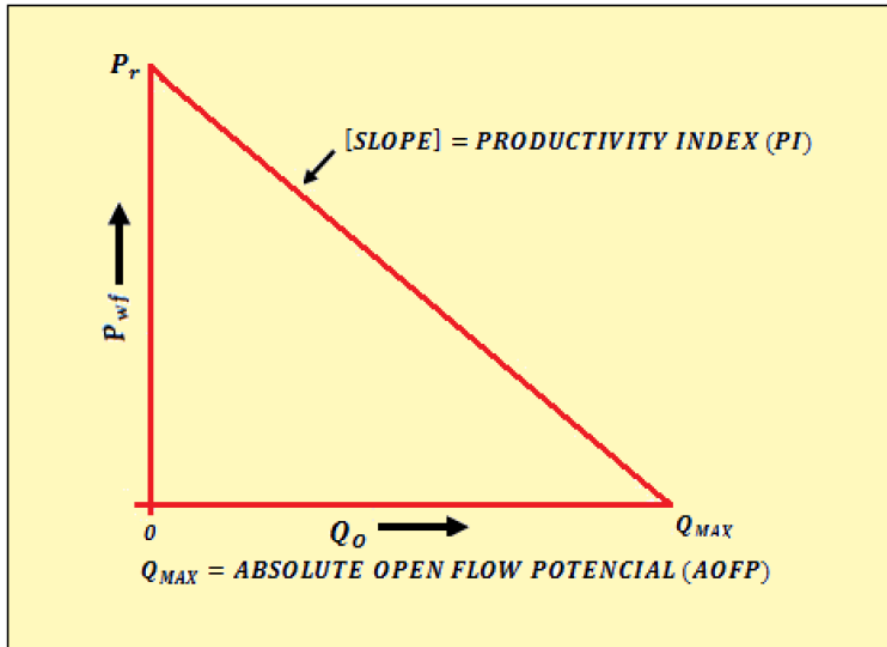 Pr
[SLOPE] = PRODUCTIVITY INDEX (PI)
Pwf
0
QO
QMAX
QMAX = ABSOLUTE OPEN FLOW POTENCIAL (AOFP)